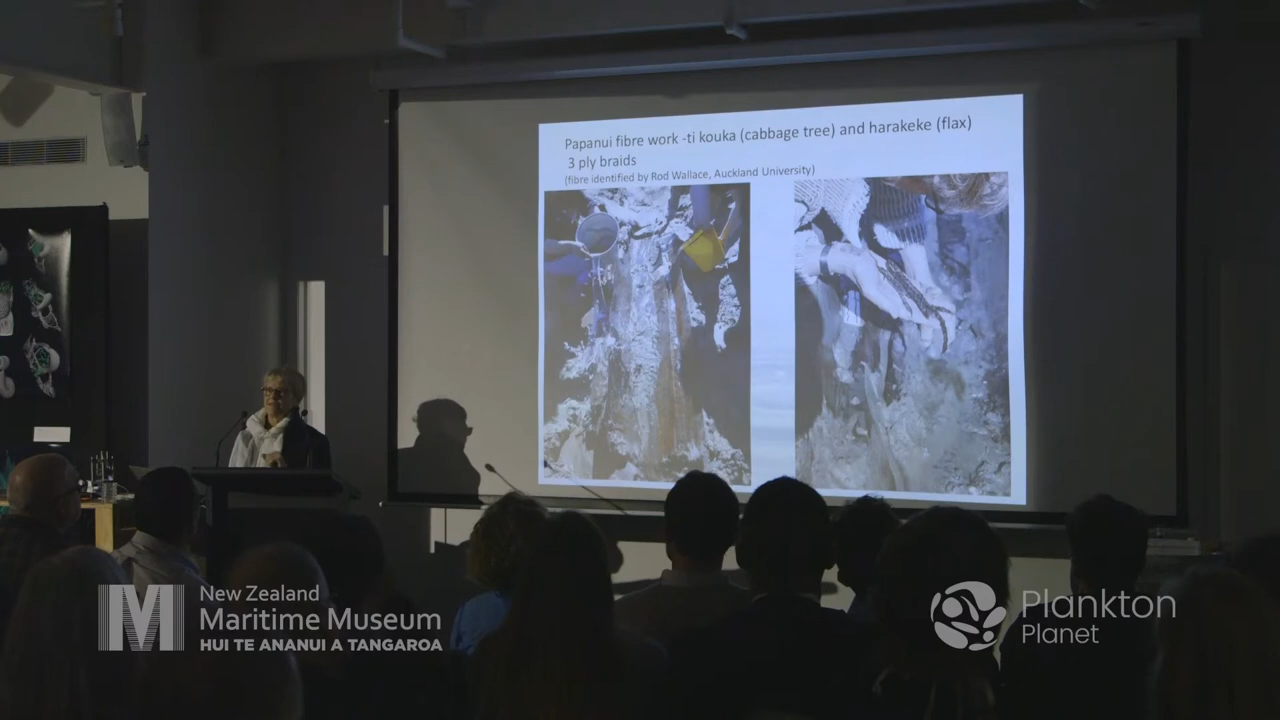 Papanui fibre work -ti kouka (cabbage tree) and harakeke (flax)
3 ply braids
(fibre identified by Rod Wallace, Auckland University)
New Zealand
Maritime Museum
HUI TE ANANUI A TANGAROA
Plankton
Planet